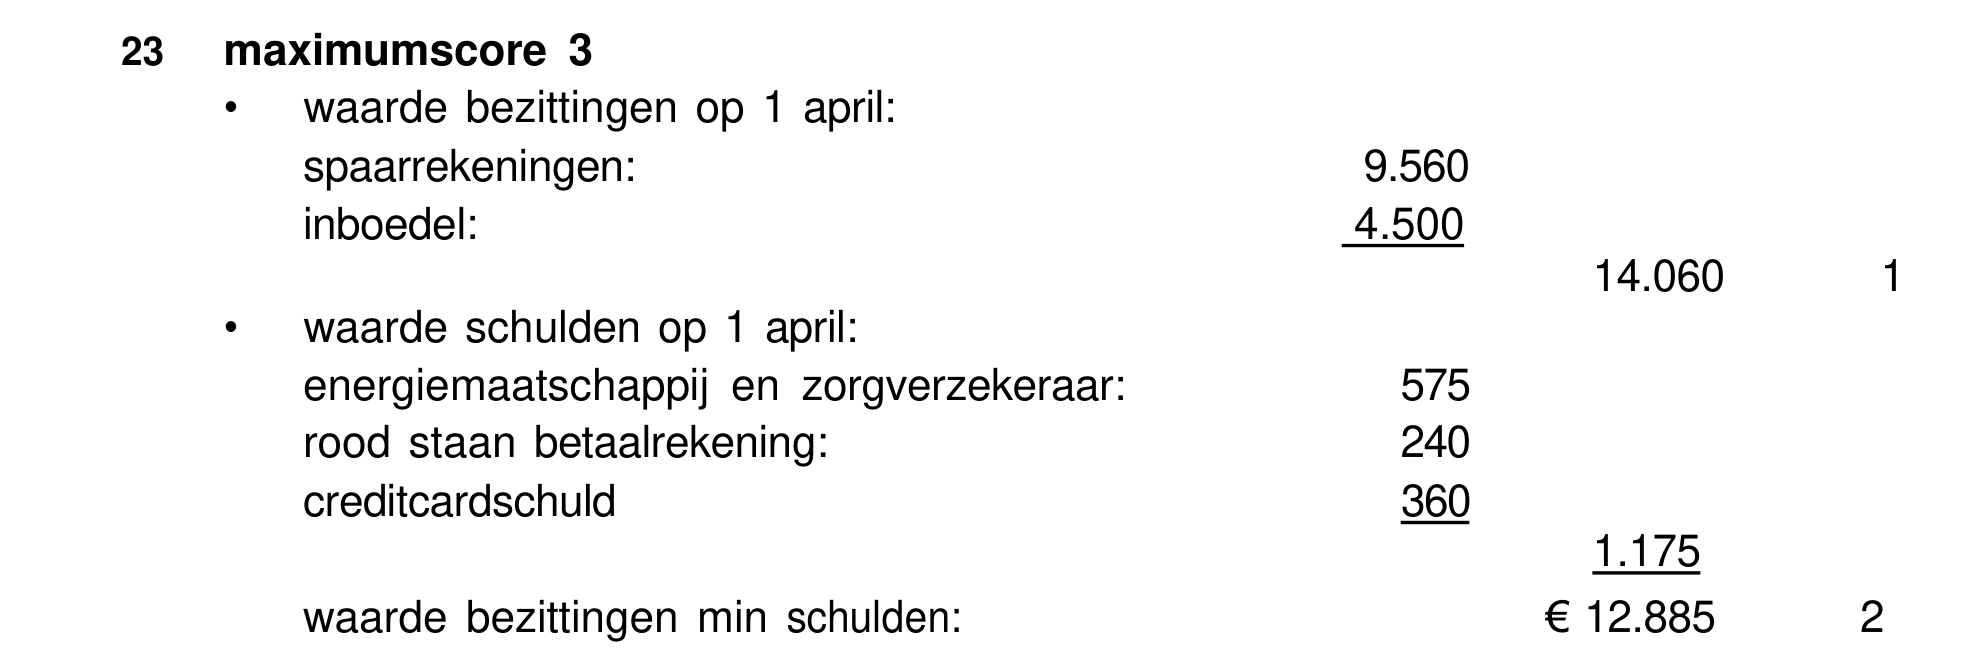 23 maximumscore 3
• waarde bezittingen op 1 april:
spaarrekeningen: 9.560
inboedel: 4.500
14.060 1
• waarde schulden op 1 april:
energiemaatschappij en zorgverzekeraar: 575
rood staan betaalrekening: 240
creditcardschuld 360
1.175
waarde bezittingen min schulden: € 12.885 2